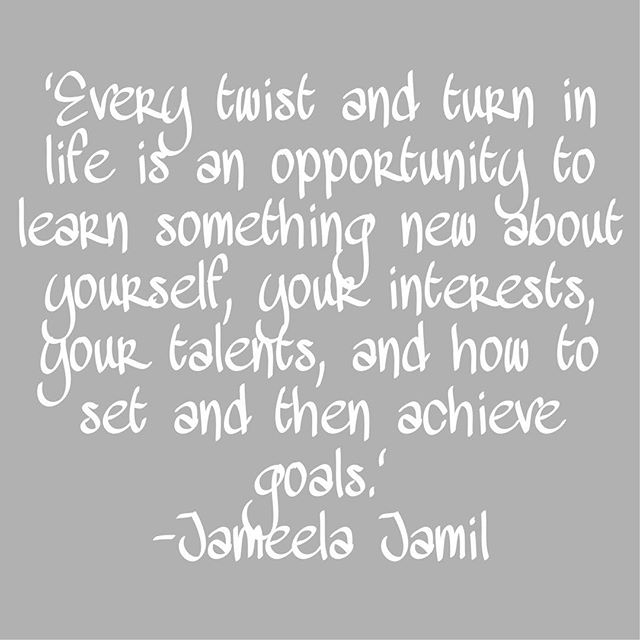 'Every twist and turn in
life is an opportunity to
learn something new about
yourself, your interests,
your talents, and how to
set and then achieve
goals.'
-Jameela Jamil